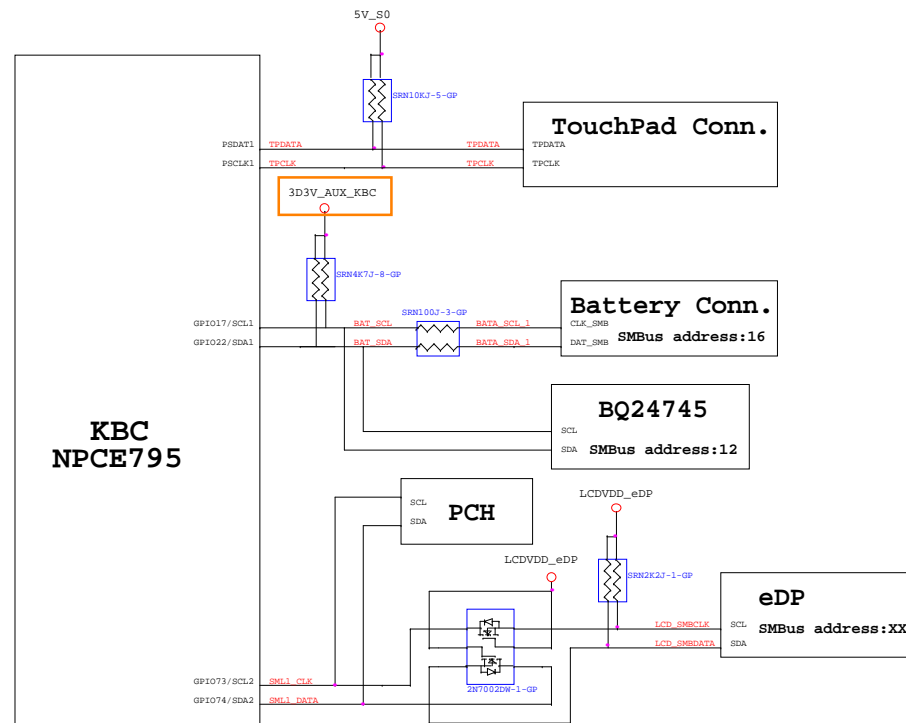 5V_S0
SRN10KJ-5-GP
TouchPad Conn.
PSDAT1 TPDATA TPDATA TPDATA
PSCLK1 TPCLK TPCLK TPCLK
3D3V_AUX_KBC
SRN4K7J-8-GP
Battery Conn.
SRN100J-3-GP
GPIO17/SCL1 BAT_SCL BATA_SCL_1 CLK_SMB
SMBus address:16
GPIO22/SDA1 BAT_SDA BATA_SDA_1 DAT_SMB
BQ24745
SCL
SDA SMBus address:12
KBC
NPCE795
SCL
PCH
SDA
LCDVDD_eDP
LCDVDD_eDP
SRN2K2J-1-GP
eDP
LCD_SMBCLK SCL
SMBus address:XX
LCD_SMBDATA SDA
GPIO73/SCL2 SML1_CLK
2N7002DW-1-GP
GPIO74/SDA2 SML1_DATA